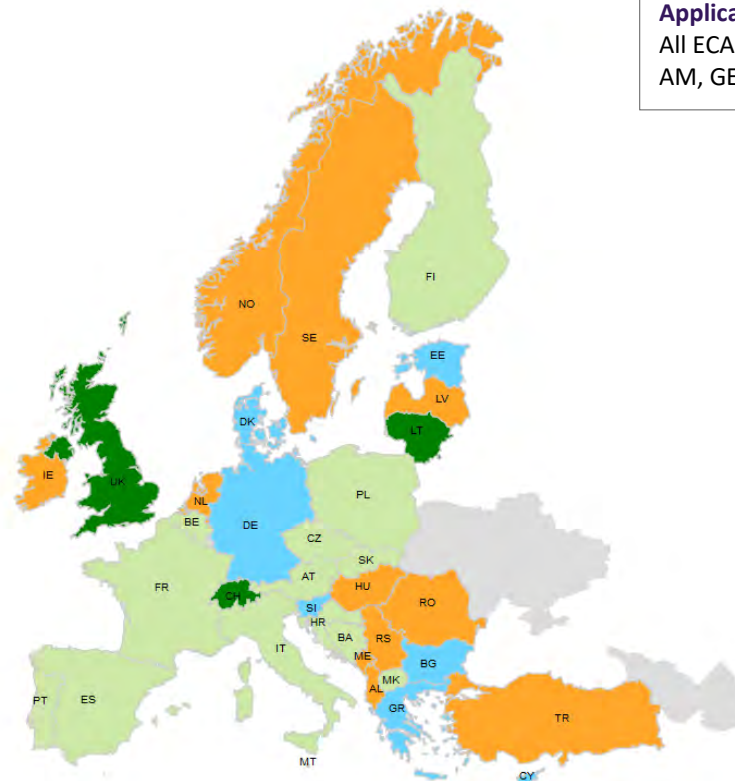 Applica
All ECA
AM, GE
FI
NO
SE
EE
LV
DK
LT
IE
UK
NL
PL
BE
DE
CZ
SK
FR
AT
CH
HU
RO
SI
HR
BA
RS
IT
ME
BG
MK
AL
PT
ES
GR
TR
MT
CY